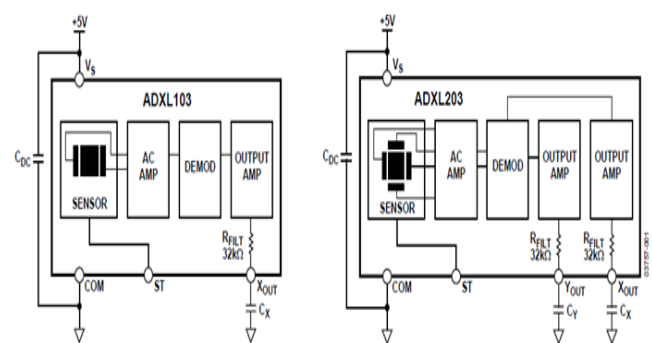 +5V
VS
ADXL103
CDC
SENSOR
AC
AMP
DEMOD
OUTPUT
AMP
RFILT
32kΩ
COM
ST
XOUT
CX
+5V
VS
ADXL203
CDC
SENSOR
AC
AMP
DEMOD
OUTPUT
AMP
OUTPUT
AMP
RFILT
32kΩ
RFILT
32kΩ
COM
ST
YOUT
XOUT
CY
CX
03757-001